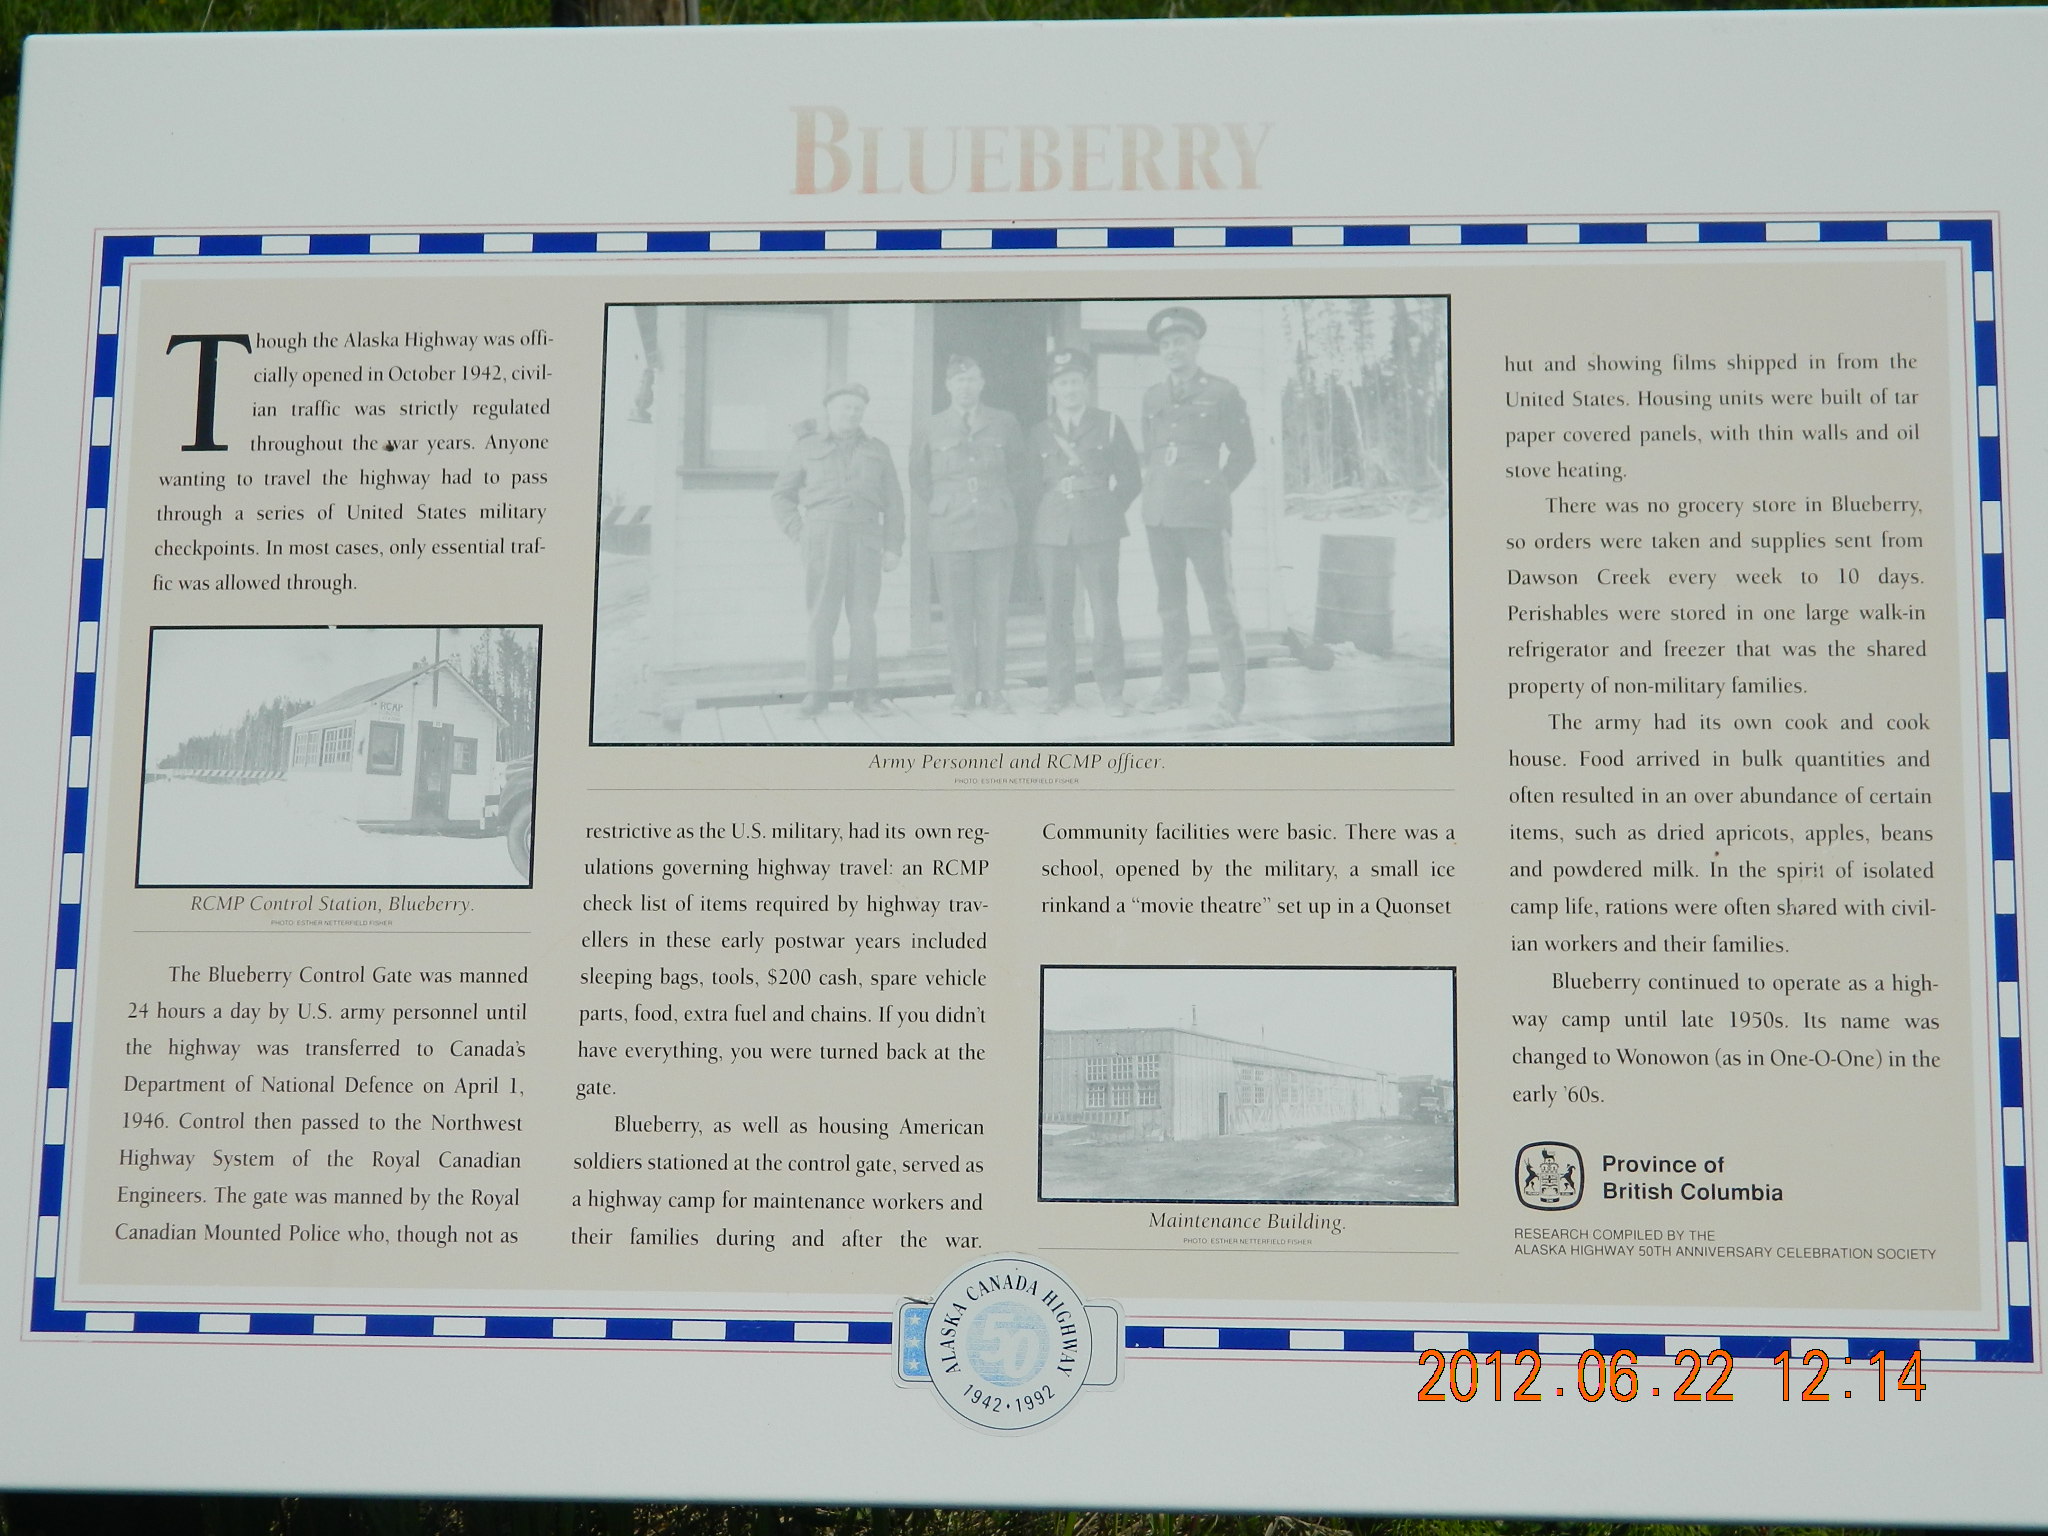 BLUEBERRY
Though the Alaska Highway was offi-
cially opened in October 1942, civil-
ian traffic was strictly regulated
throughout the war years. Anyone
wanting to travel the highway had to pass
through a series of United States military
checkpoints. In most cases, only essential traf-
fic was allowed through.
RCMP
RCMP Control Station, Blueberry.
PHOTO: ESTHER NETTERFIELD FISHER
The Blueberry Control Gate was manned
24 hours a day by U.S. army personnel until
the highway was transferred to Canada's
Department of National Defence on April 1,
1946. Control then passed to the Northwest
Highway System of the Royal Canadian
Engineers. The gate was manned by the Royal
Canadian Mounted Police who, though not as
Army Personnel and RCMP officer.
PHOTO: ESTHER NETTERFIELD FISHER
restrictive as the U.S. military, had its own reg-
ulations governing highway travel: an RCMP
check list of items required by highway trav-
ellers in these early postwar years included
sleeping bags, tools, $200 cash, spare vehicle
parts, food, extra fuel and chains. If you didn't
have everything, you were turned back at the
gate.
Blueberry, as well as housing American
soldiers stationed at the control gate, served as
a highway camp for maintenance workers and
their families during and after the war.
Community facilities were basic. There was a
school, opened by the military, a small ice
rinkand a “movie theatre” set up in a Quonset
Maintenance Building.
PHOTO: ESTHER NETTERFIELD FISHER
hut and showing films shipped in from the
United States. Housing units were built of tar
paper covered panels, with thin walls and oil
stove heating.
There was no grocery store in Blueberry,
so orders were taken and supplies sent from
Dawson Creek every week to 10 days.
Perishables were stored in one large walk-in
refrigerator and freezer that was the shared
property of non-military families.
The army had its own cook and cook
house. Food arrived in bulk quantities and
often resulted in an over abundance of certain
items, such as dried apricots, apples, beans
and powdered milk. In the spirit of isolated
camp life, rations were often shared with civil-
ian workers and their families.
Blueberry continued to operate as a high-
way camp until late 1950s. Its name was
changed to Wonowon (as in One-O-One) in the
early '60s.
Province of
British Columbia
RESEARCH COMPILED BY THE
ALASKA HIGHWAY 50TH ANNIVERSARY CELEBRATION SOCIETY
ALASKA CANADA HIGHWAY
50
1942 • 1992
2012.06.22 12:14